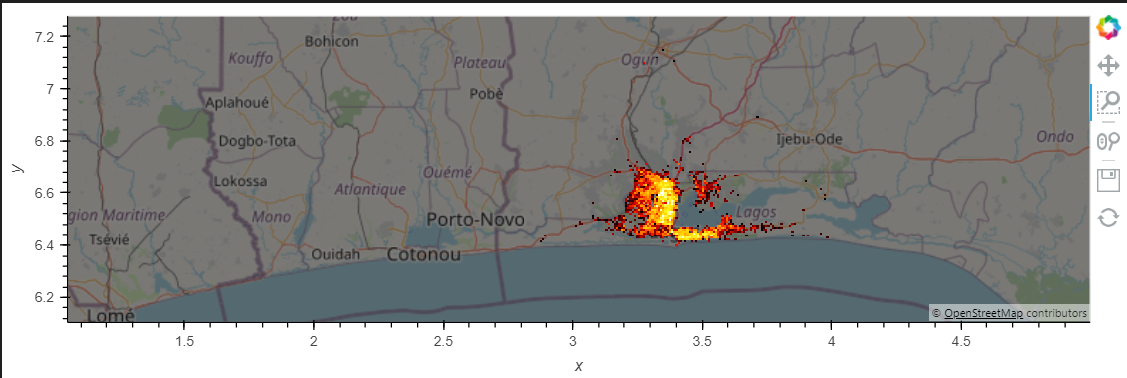 7.2
7
6.8
6.6
6.4
6.2
y
Zou
Bohicon
Kouffo
Plateau
Ogun
Pobè
Aplahoué
Dogbo-Tota
Ijebu-Ode
Ondo
Lokossa
Ouémé
Atlantique
gion Maritime
Mono
Porto-Novo
Lagos
Tsévié
Ouidah
Cotonou
Lomé
© OpenStreetMap contributors
1.5 2 2.5 3 3.5 4 4.5
x